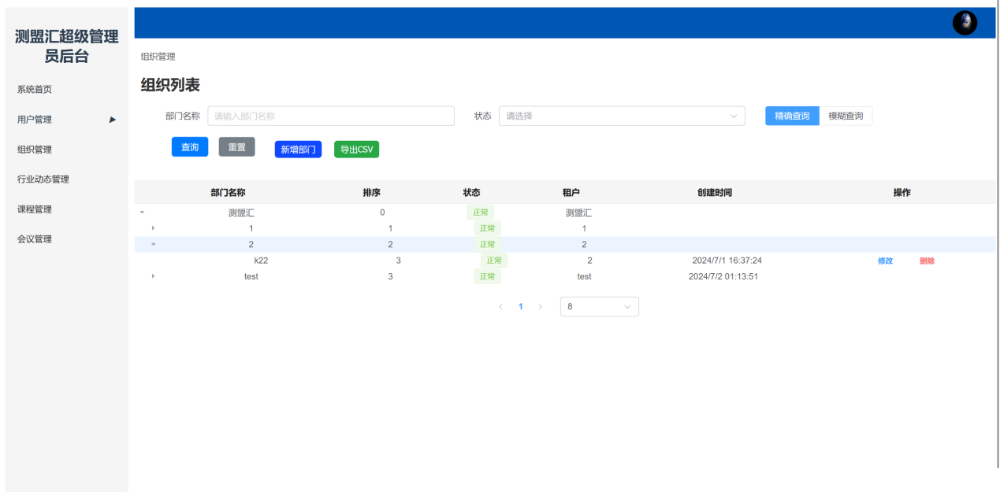 测盟汇超级管理
员后台
系统首页
用户管理
组织管理
行业动态管理
课程管理
会议管理
组织管理
组织列表
部门名称 请输入部门名称 状态 请选择 精确查询 模糊查询
查询 重置 新增部门 导出CSV
部门名称 排序 状态 租户 创建时间 操作
测盟汇 0 正常 测盟汇
1 1 正常 1
2 2 正常 2
k22 3 正常 2 2024/7/1 16:37:24 修改 删除
test 3 正常 test 2024/7/2 01:13:51
1 8